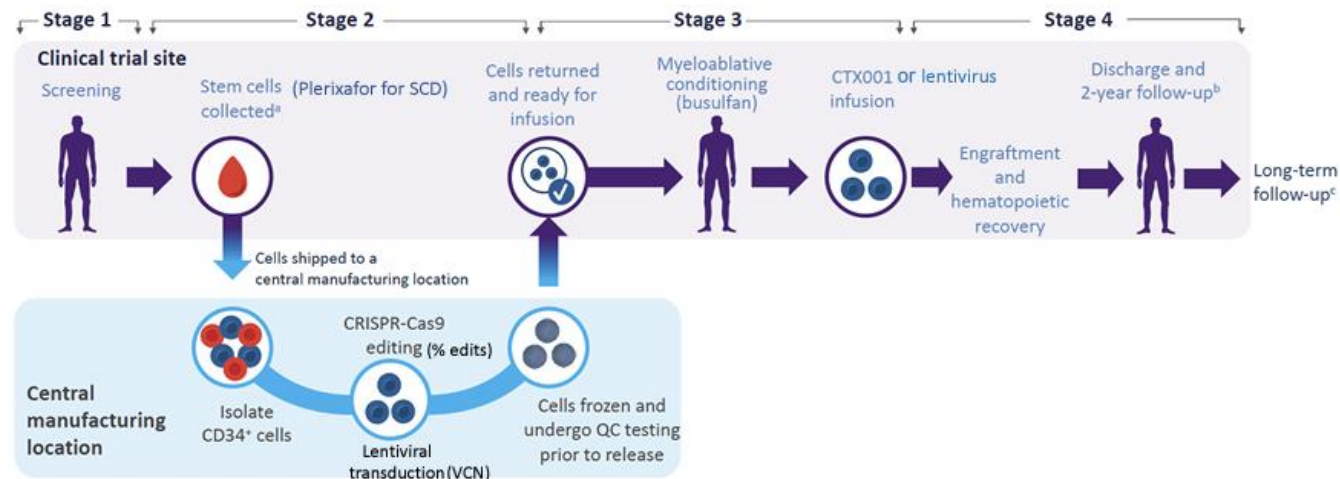 Stage 1
Stage 2
Stage 3
Stage 4
Clinical trial site
Screening
Stem cells
collectedᵃ
(Plerixafor for SCD)
Cells returned
and ready for
infusion
Myeloablative
conditioning
(busulfan)
CTX001 or lentivirus
infusion
Engraftment
and
hematopoietic
recovery
Discharge and
2-year follow-upᵇ
Long-term
follow-upᶜ
Cells shipped to a
central manufacturing location
Central
manufacturing
location
Isolate
CD34⁺ cells
CRISPR-Cas9
editing (% edits)
Lentiviral
transduction (VCN)
Cells frozen and
undergo QC testing
prior to release